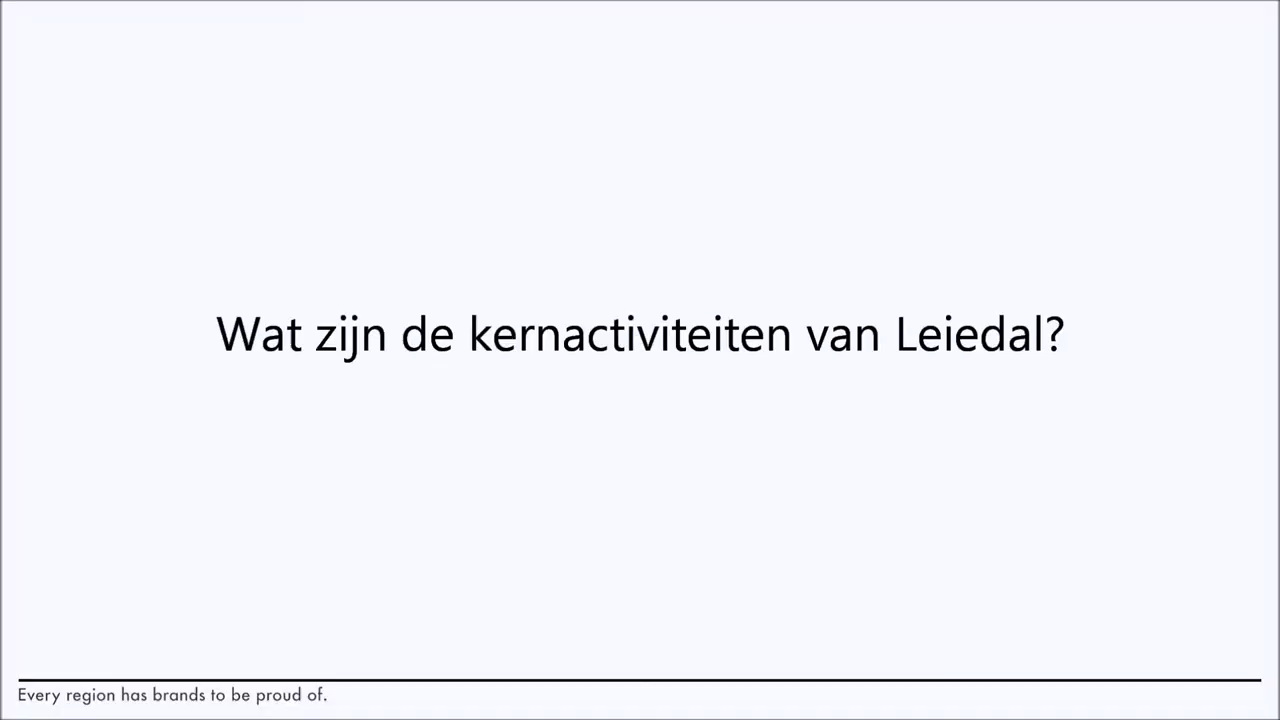 Wat zijn de kernactiviteiten van Leiedal?
Every region has brands to be proud of.